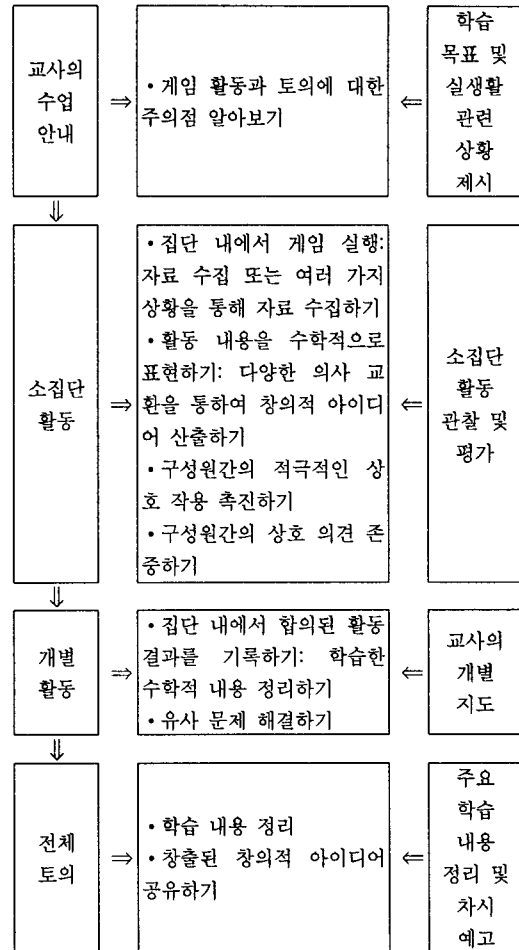 교사의
수업
안내
⇒
• 게임 활동과 토의에 대한
주의점 알아보기
⇐
학습
목표 및
실생활
관련
상황
제시
⇓
소집단
활동
⇒
• 집단 내에서 게임 실행:
자료 수집 또는 여러 가지
상황을 통해 자료 수집하기
• 활동 내용을 수학적으로
표현하기: 다양한 의사 교
환을 통하여 창의적 아이디
어 산출하기
• 구성원간의 적극적인 상
호 작용 촉진하기
• 구성원간의 상호 의견 존
중하기
⇐
소집단
활동
관찰 및
평가
⇓
개별
활동
⇒
• 집단 내에서 합의된 활동
결과를 기록하기: 학습한
수학적 내용 정리하기
• 유사 문제 해결하기
⇐
교사의
개별
지도
⇓
전체
토의
⇒
• 학습 내용 정리
• 창출된 창의적 아이디어
공유하기
⇐
주요
학습
내용
정리 및
차시
예고